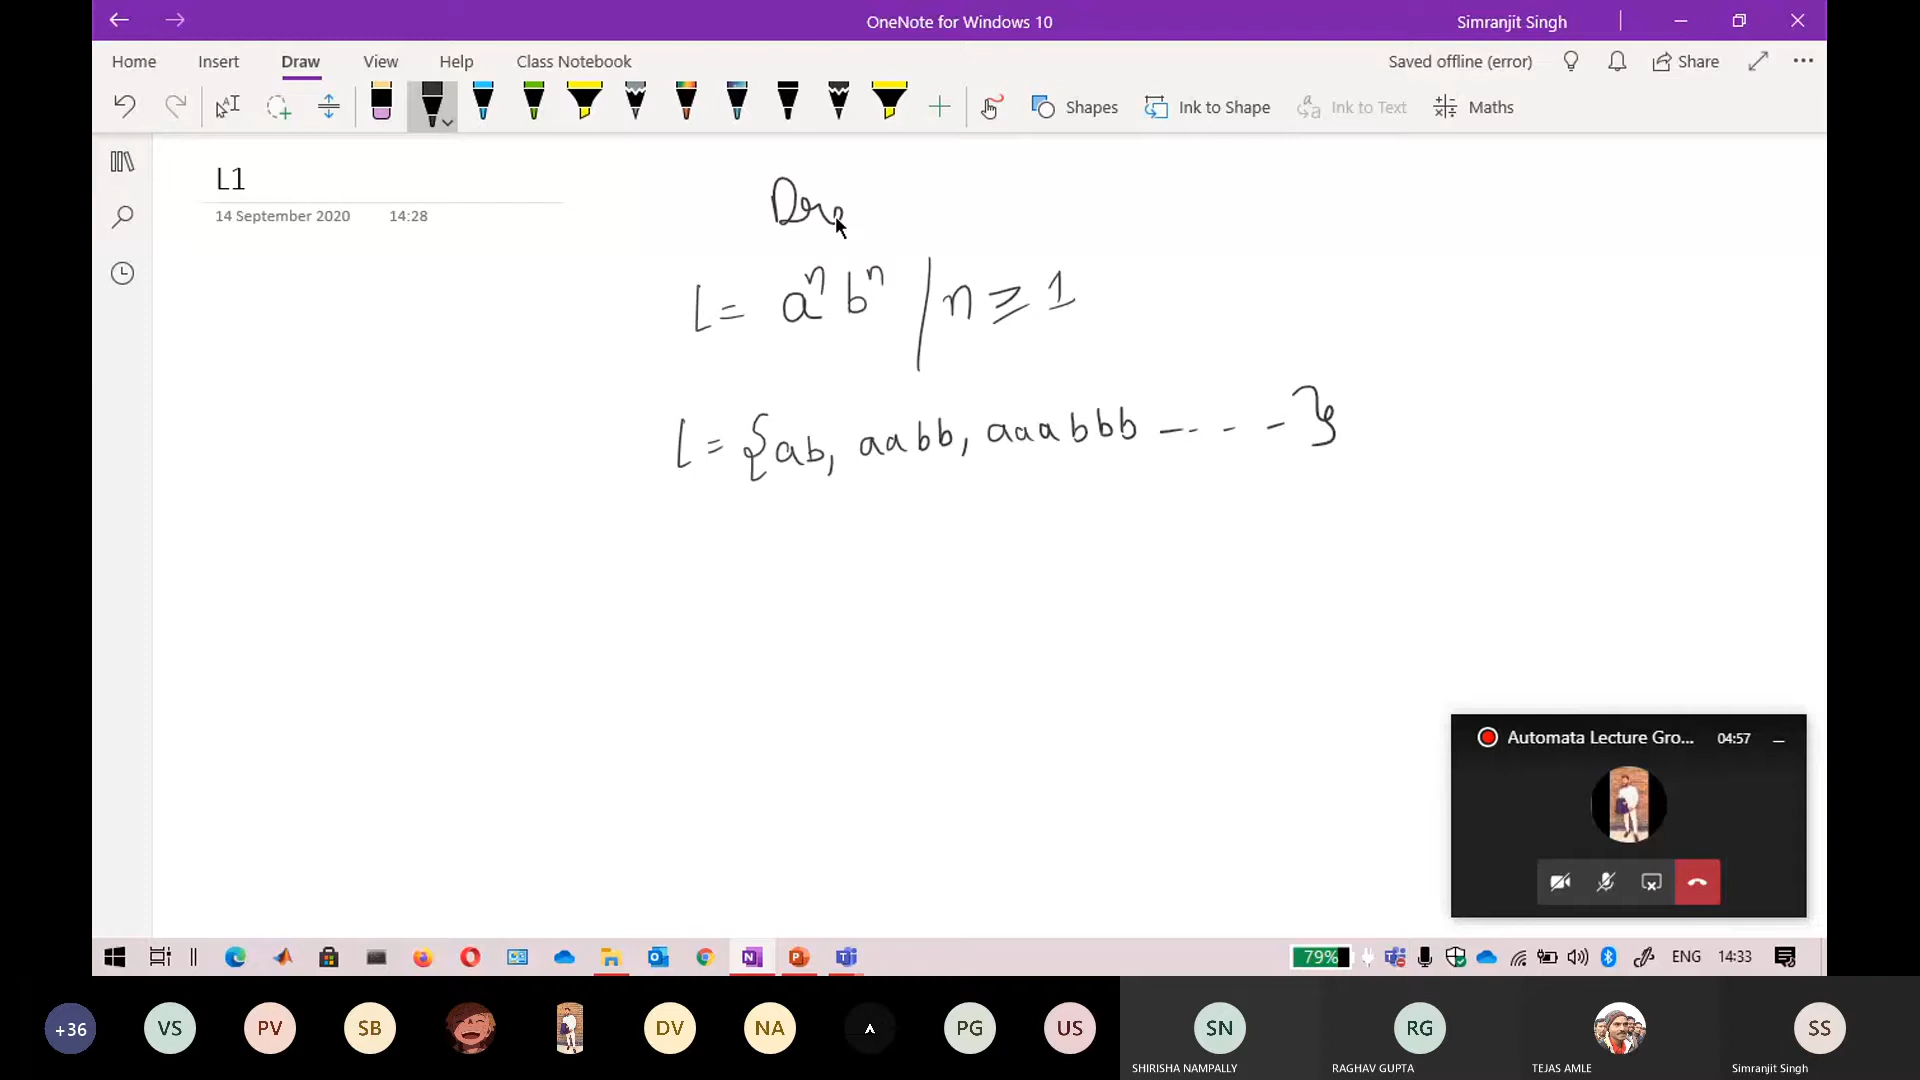 OneNote for Windows 10
Simranjit Singh
Home Insert Draw View Help Class Notebook
Saved offline (error) Share
Shapes Ink to Shape Ink to Text Maths
L1
14 September 2020 14:28
L = aⁿ bⁿ / n ≥ 1
L = {ab, aabb, aaabbb ----}
Automata Lecture Gro... 04:57
79% ENG 14:33
+36 VS PV SB DV NA A PG US SN RG SS
SHIRISHA NAMPALLY RAGHAV GUPTA TEJAS AMLE Simranjit Singh